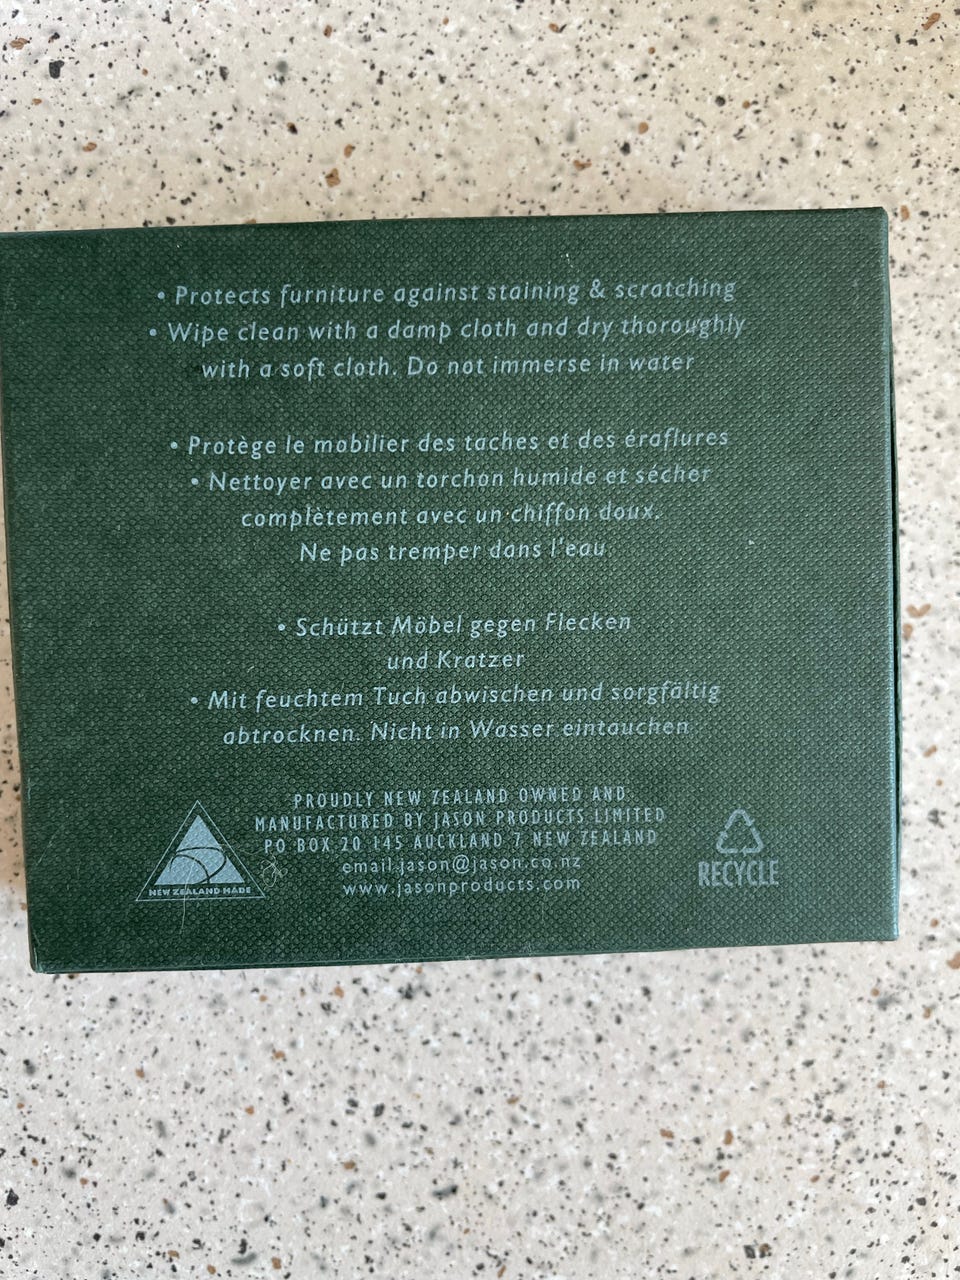 • Protects furniture against staining & scratching
• Wipe clean with a damp cloth and dry thoroughly
with a soft cloth. Do not immerse in water
• Protège le mobilier des taches et des éraflures
• Nettoyer avec un torchon humide et sécher
complètement avec un chiffon doux.
Ne pas tremper dans l'eau
• Schützt Möbel gegen Flecken
und Kratzer
• Mit feuchtem Tuch abwischen und sorgfältig
abtrocknen. Nicht in Wasser eintauchen
PROUDLY NEW ZEALAND OWNED AND
MANUFACTURED BY JASON PRODUCTS LIMITED
PO BOX 20 145 AUCKLAND 7 NEW ZEALAND
email.jason@jason.co.nz
www.jasonproducts.com
NEW ZEALAND MADE
RECYCLE